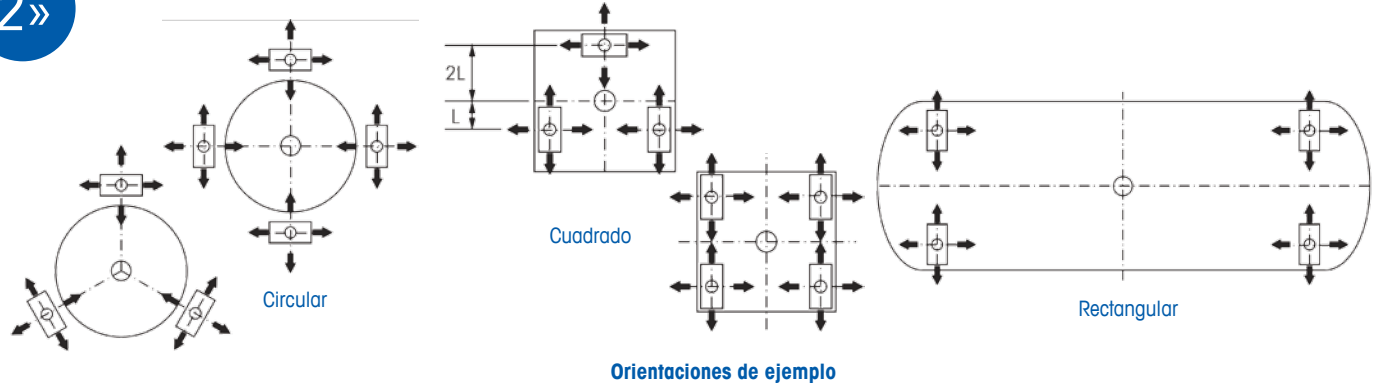 2»
2L
L
Cuadrado
Circular
Rectangular
Orientaciones de ejemplo